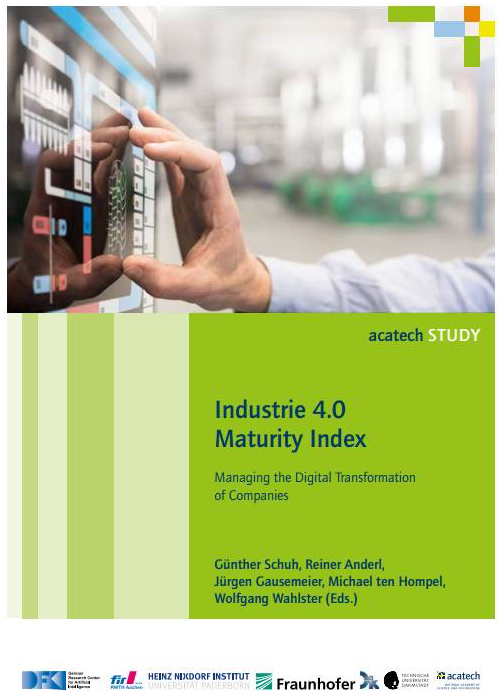 acatech STUDY
Industrie 4.0
Maturity Index
Managing the Digital Transformation
of Companies
Günther Schuh, Reiner Anderl,
Jürgen Gausemeier, Michael ten Hompel,
Wolfgang Wahlster (Eds.)
German
Research Center
for Artificial
Intelligence
fir
RWTH Aachen
HEINZ NIXDORF INSTITUT
UNIVERSITÄT PADERBORN
Fraunhofer
TECHNISCHE
UNIVERSITÄT
DARMSTADT
acatech